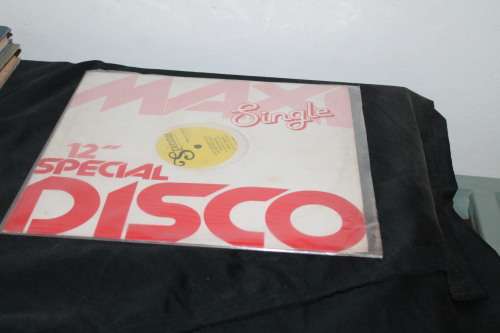 MAXI
Single
12"
SPECIAL
DISCO